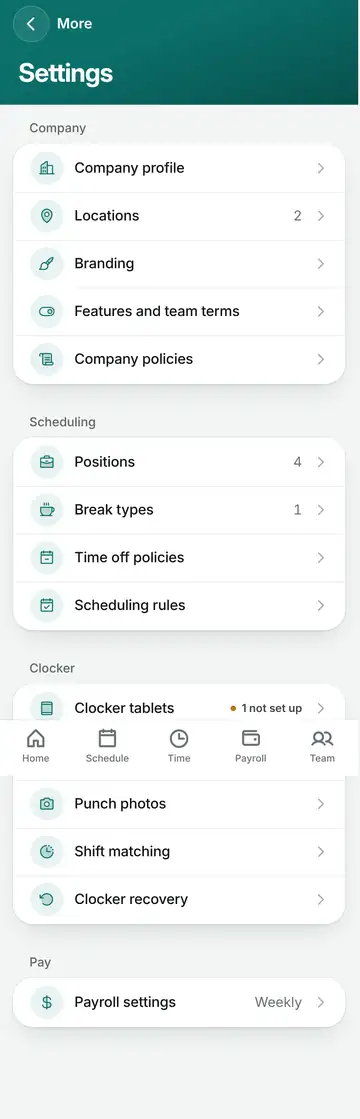 More
Settings
Company
Company profile
Locations 2
Branding
Features and team terms
Company policies
Scheduling
Positions 4
Break types 1
Time off policies
Scheduling rules
Clocker
Clocker tablets 1 not set up
Home Schedule Time Payroll Team
Punch photos
Shift matching
Clocker recovery
Pay
Payroll settings Weekly